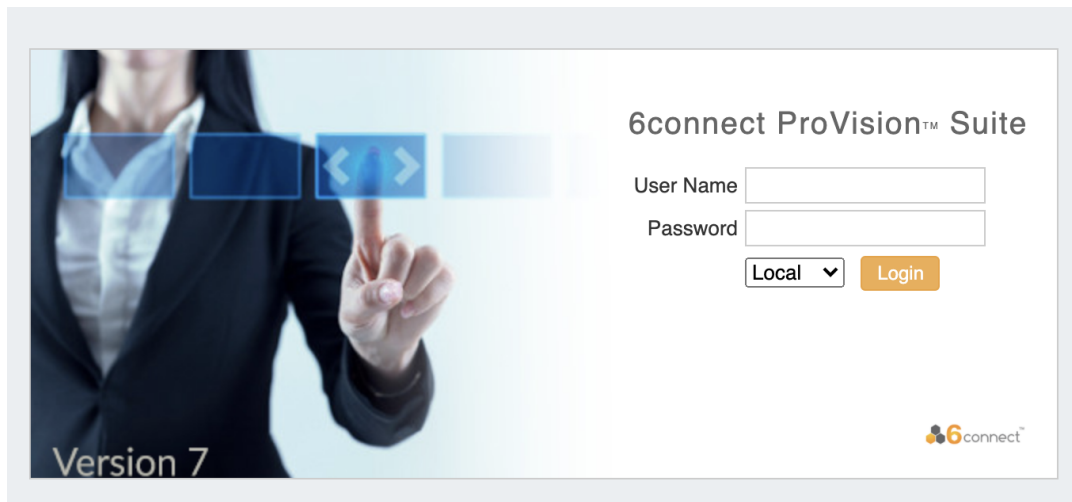 6connect ProVision™ Suite
User Name
Password
Local
Login
6connect™
Version 7